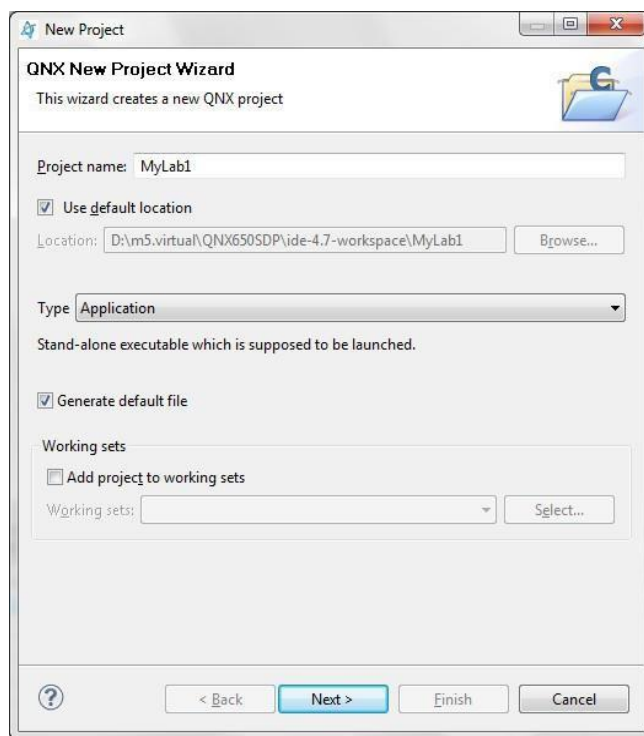 New Project
QNX New Project Wizard
This wizard creates a new QNX project
Project name: MyLab1
Use default location
Location: D:\m5.virtual\QNX650SDP\ide-4.7-workspace\MyLab1 Browse...
Type Application
Stand-alone executable which is supposed to be launched.
Generate default file
Working sets
Add project to working sets
Working sets: Select...
? < Back Next > Finish Cancel